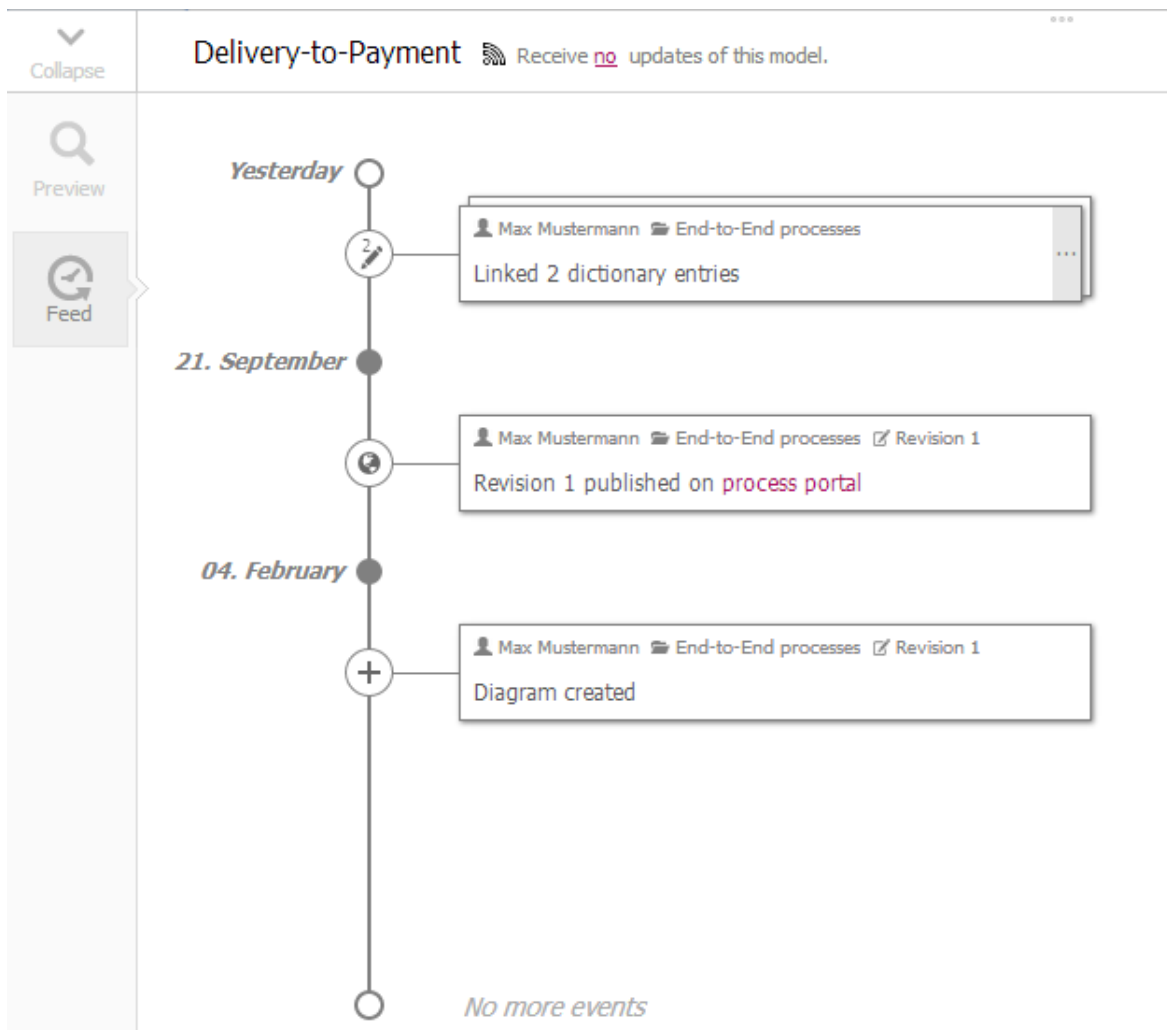 Collapse
Delivery-to-Payment Receive no updates of this model.
Preview
Feed
Yesterday
2
Max Mustermann End-to-End processes
Linked 2 dictionary entries
...
21. September
Max Mustermann End-to-End processes Revision 1
Revision 1 published on process portal
04. February
Max Mustermann End-to-End processes Revision 1
Diagram created
No more events